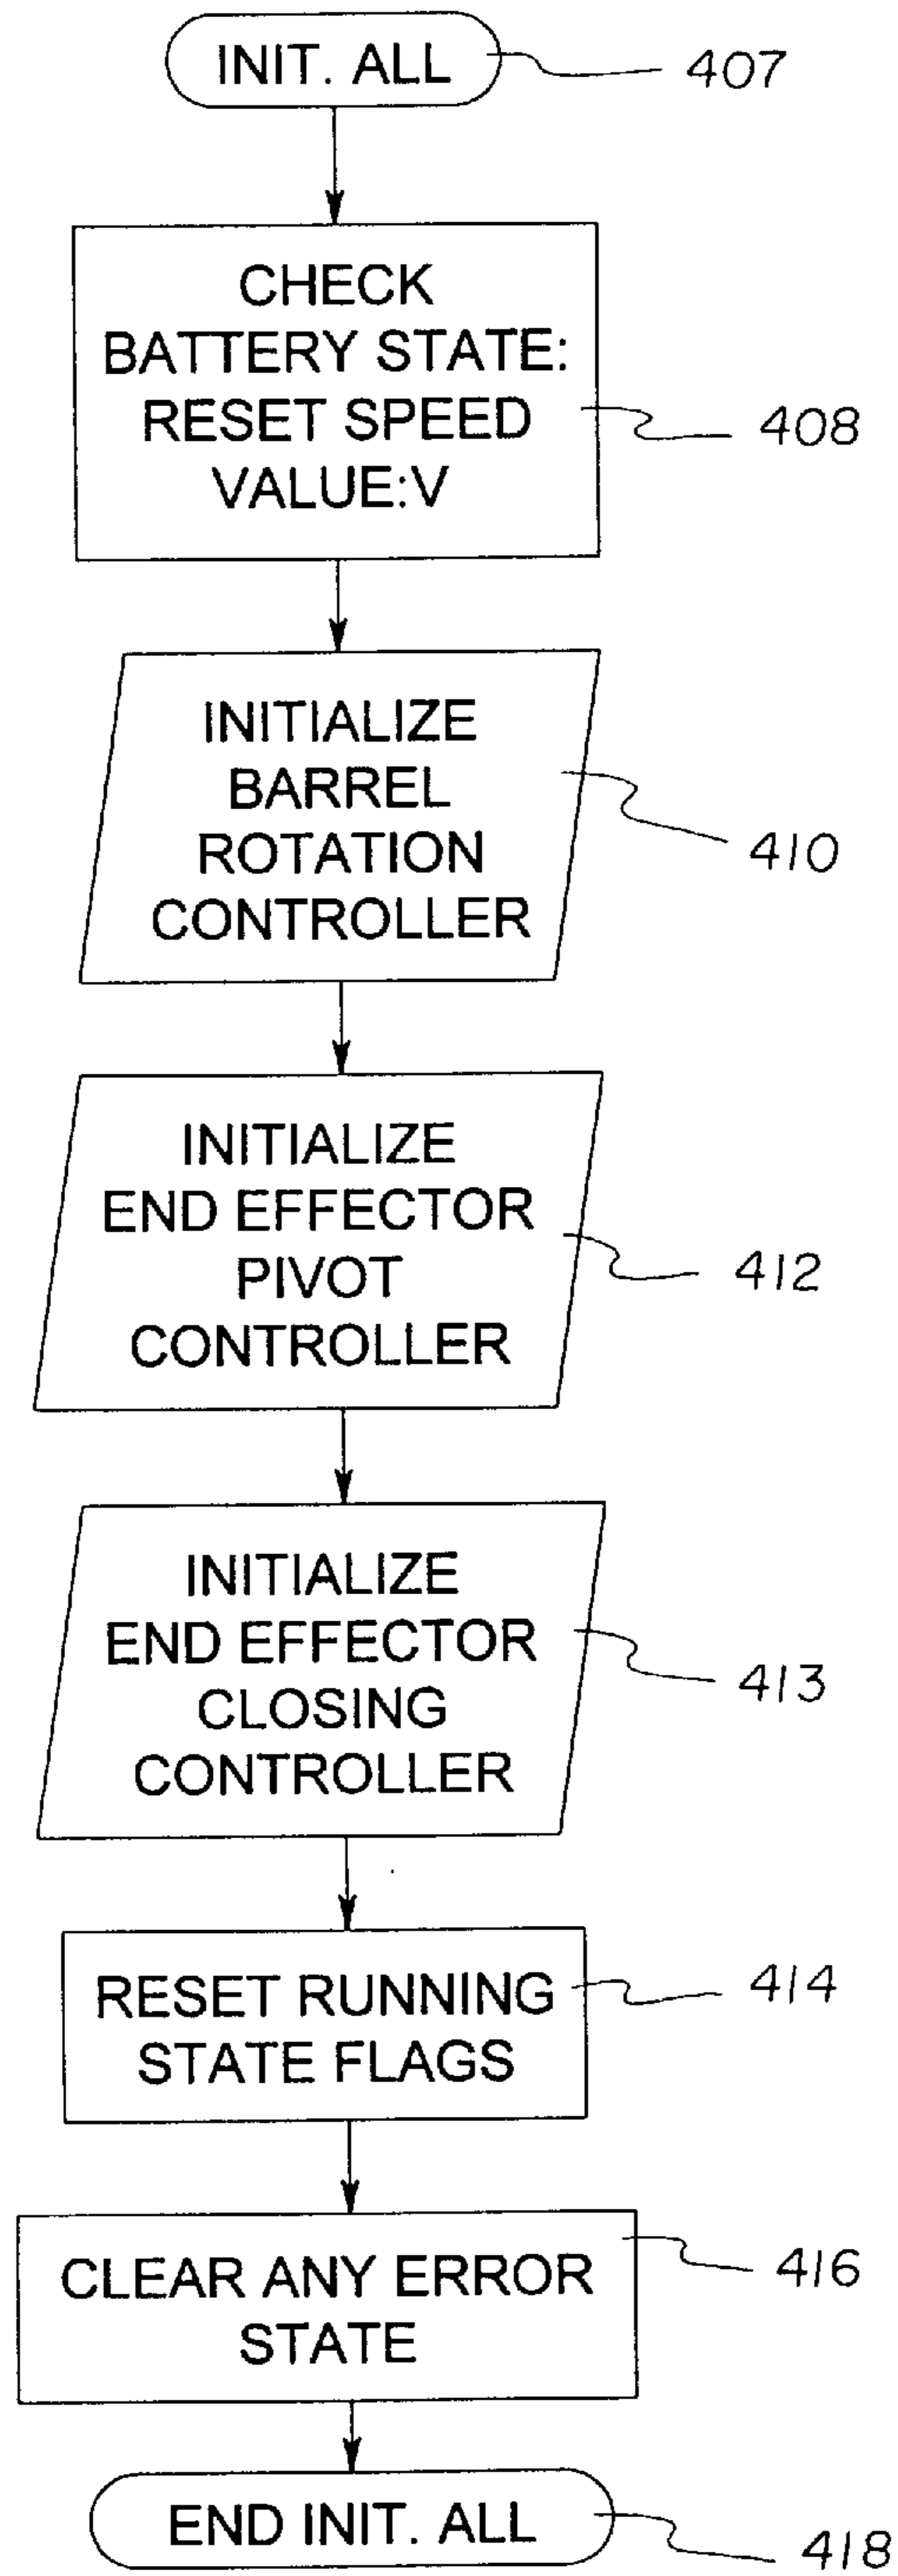 INIT. ALL
407
CHECK
BATTERY STATE:
RESET SPEED
VALUE:V
408
INITIALIZE
BARREL
ROTATION
CONTROLLER
410
INITIALIZE
END EFFECTOR
PIVOT
CONTROLLER
412
INITIALIZE
END EFFECTOR
CLOSING
CONTROLLER
413
RESET RUNNING
STATE FLAGS
414
CLEAR ANY ERROR
STATE
416
END INIT. ALL
418